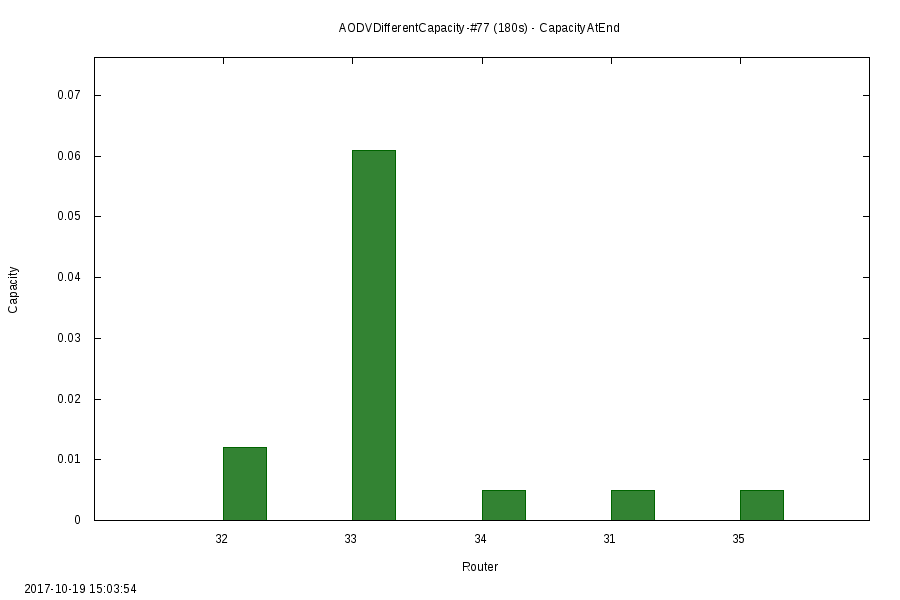 AODVDifferentCapacity-#77 (180s) - CapacityAtEnd
0.07
0.06
0.05
0.04
0.03
0.02
0.01
0
Capacity
32 33 34 31 35
Router
2017-10-19 15:03:54